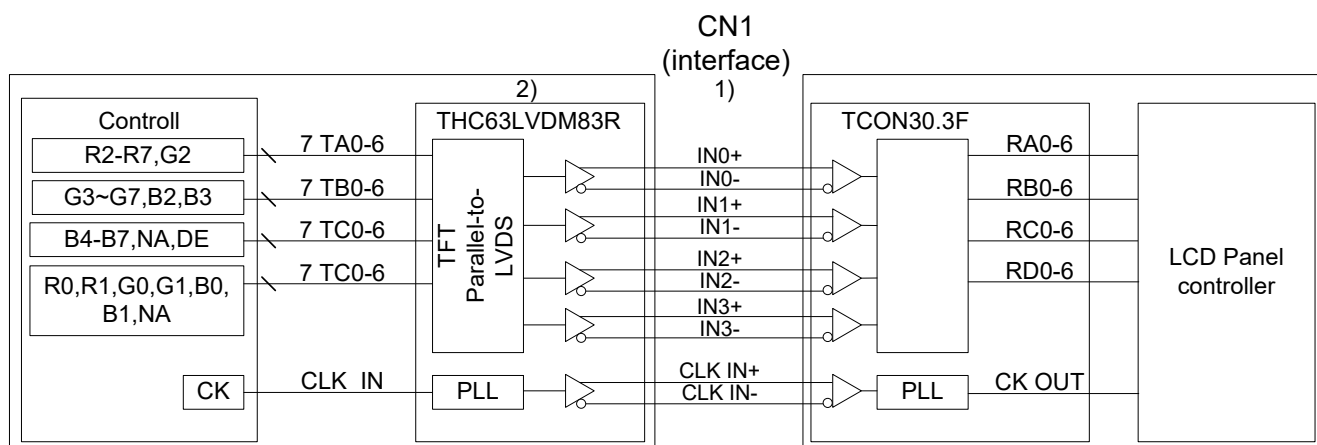 CN1
(interface)
1)
2)
Controll
R2-R7,G2
G3~G7,B2,B3
B4-B7,NA,DE
R0,R1,G0,G1,B0,
B1,NA
CK
7 TA0-6
7 TB0-6
7 TC0-6
7 TC0-6
CLK IN
THC63LVDM83R
TFT
Parallel-to-
LVDS
PLL
IN0+
IN0-
IN1+
IN1-
IN2+
IN2-
IN3+
IN3-
CLK IN+
CLK IN-
TCON30.3F
PLL
RA0-6
RB0-6
RC0-6
RD0-6
CK OUT
LCD Panel
controller